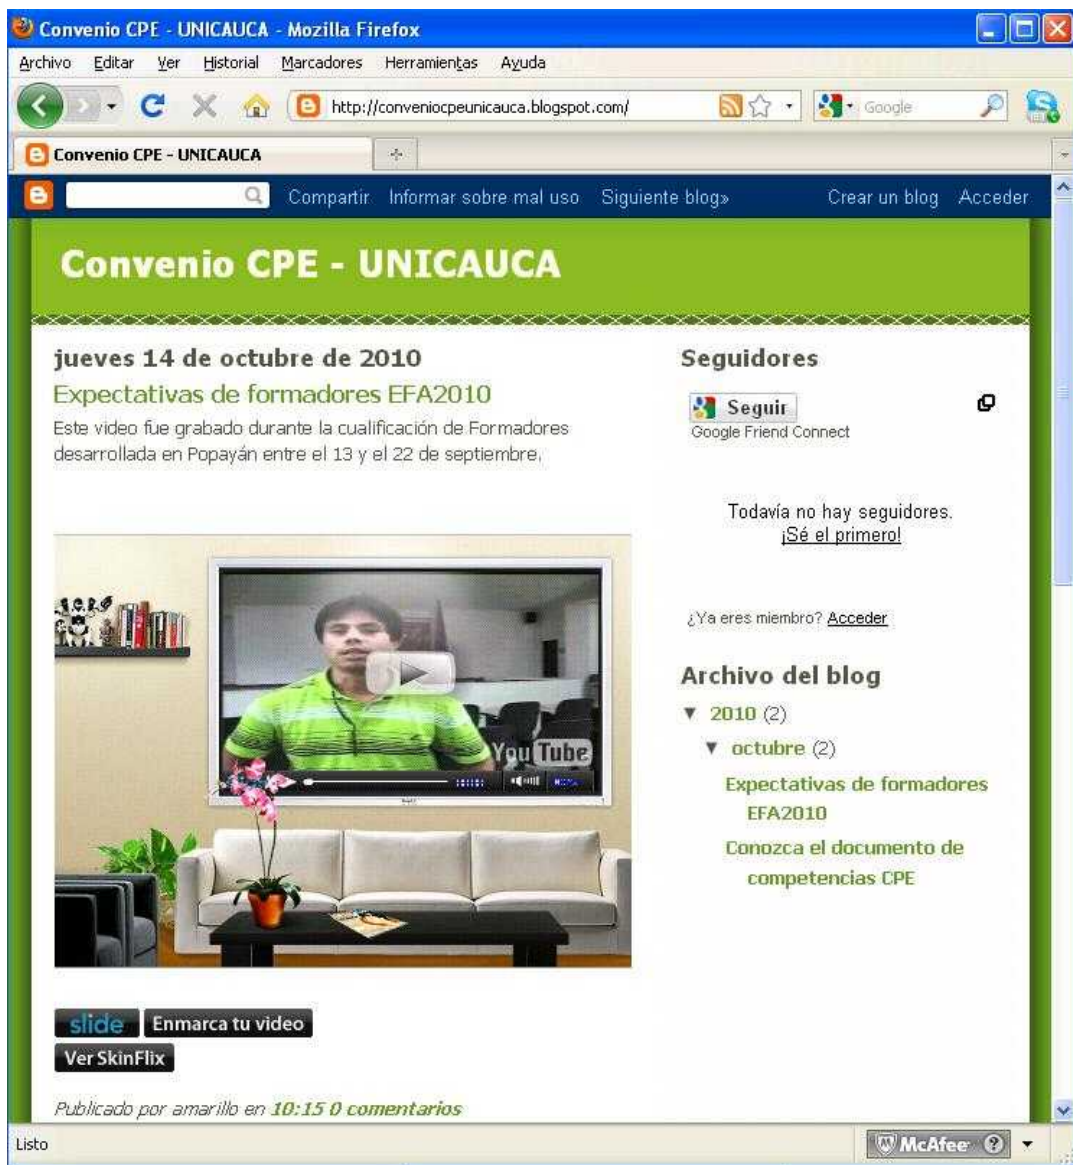 Convenio CPE - UNICAUCA - Mozilla Firefox
Archivo Editar Ver Historial Marcadores Herramientas Ayuda
http://conveniocpeunicauca.blogspot.com/ Google
Convenio CPE - UNICAUCA
Compartir Informar sobre mal uso Siguiente blog» Crear un blog Acceder
Convenio CPE - UNICAUCA
jueves 14 de octubre de 2010
Expectativas de formadores EFA2010
Este video fue grabado durante la cualificación de Formadores
desarrollada en Popayán entre el 13 y el 22 de septiembre.
YouTube
slide Enmarca tu video
Ver SkinFlix
Publicado por amarillo en 10:15 0 comentarios
Seguidores
Seguir
Google Friend Connect
Todavía no hay seguidores.
¡Sé el primero!
¿Ya eres miembro? Acceder
Archivo del blog
▼ 2010 (2)
▼ octubre (2)
Expectativas de formadores
EFA2010
Conozca el documento de
competencias CPE
Listo McAfee